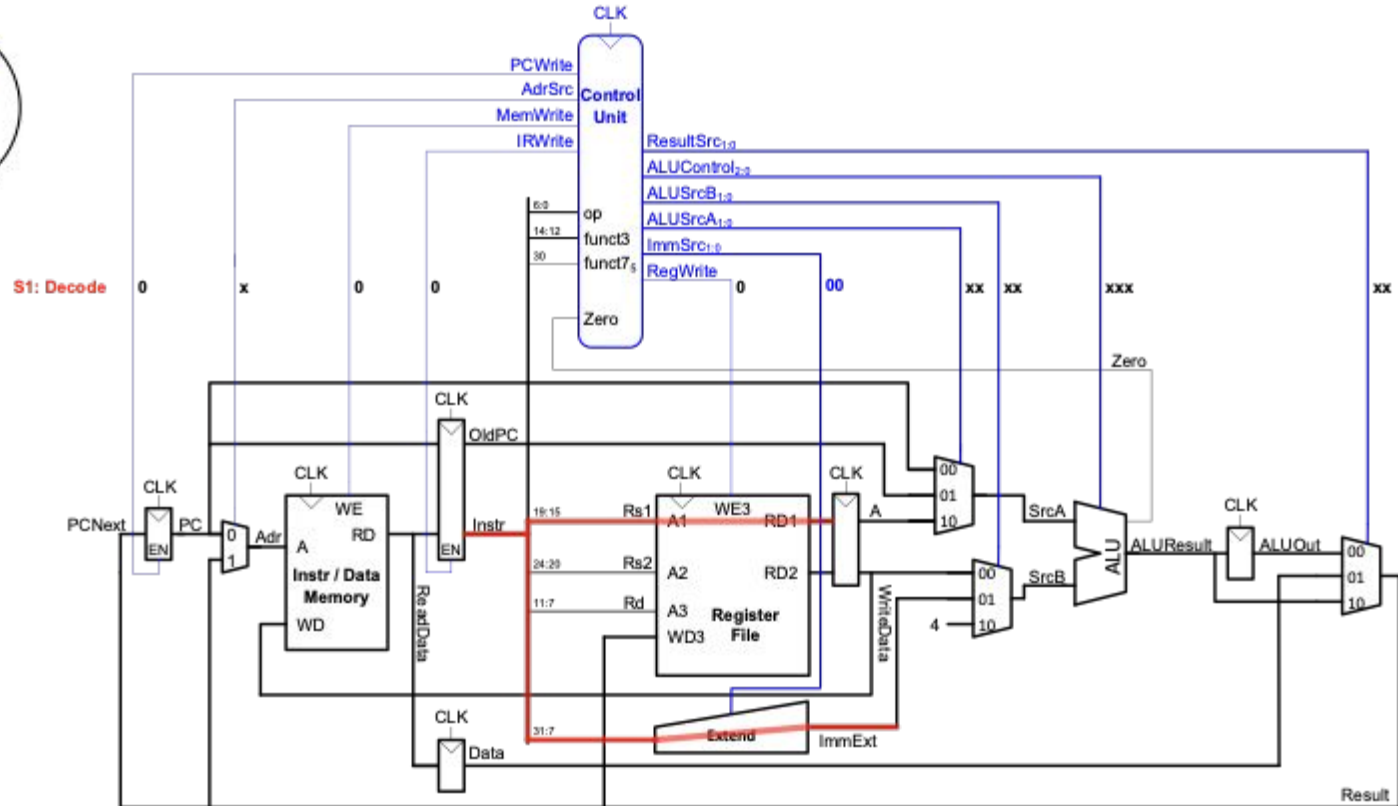 CLK
PCWrite
AdrSrc
MemWrite
IRWrite
Control
Unit
ResultSrc1:0
ALUControl2:0
ALUSrcB1:0
ALUSrcA1:0
ImmSrc1:0
RegWrite
6:0
op
14:12
funct3
30
funct75
Zero
S1: Decode
0
x
0
0
0
00
xx
xx
xxx
xx
Zero
CLK
OldPC
CLK
PCNext
PC
EN
0
1
Adr
CLK
WE
A
RD
Instr / Data
Memory
WD
ReadData
EN
Instr
19:15
Rs1
24:20
Rs2
11:7
Rd
31:7
CLK
WE3
A1
RD1
A2
RD2
A3
WD3
Register
File
CLK
A
WriteData
Extend
ImmExt
00
01
10
SrcA
00
01
10
4
SrcB
ALU
ALUResult
CLK
ALUOut
00
01
10
CLK
Data
Result